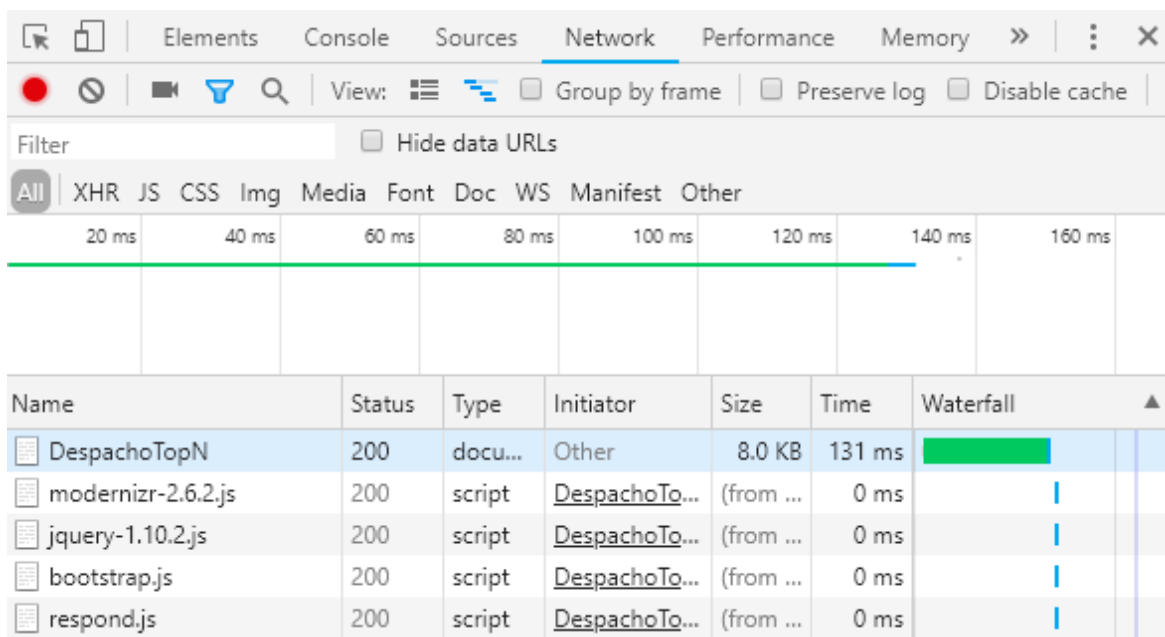 Elements Console Sources Network Performance Memory »
View: Group by frame Preserve log Disable cache
Filter Hide data URLs
All XHR JS CSS Img Media Font Doc WS Manifest Other
20 ms 40 ms 60 ms 80 ms 100 ms 120 ms 140 ms 160 ms
Name Status Type Initiator Size Time Waterfall
DespachoTopN 200 docu... Other 8.0 KB 131 ms
modernizr-2.6.2.js 200 script DespachoTo... (from ... 0 ms
jquery-1.10.2.js 200 script DespachoTo... (from ... 0 ms
bootstrap.js 200 script DespachoTo... (from ... 0 ms
respond.js 200 script DespachoTo... (from ... 0 ms